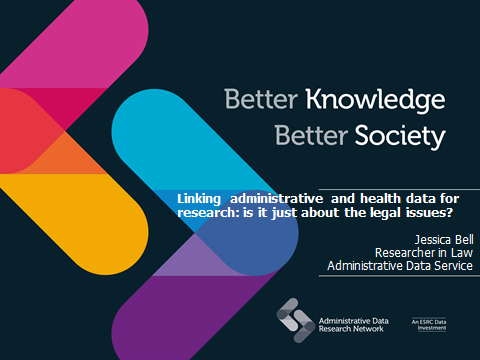 Better Knowledge
Better Society
Linking administrative and health data for
research: is it just about the legal issues?
Jessica Bell
Researcher in Law
Administrative Data Service
Administrative Data
Research Network
An ESRC Data
Investment